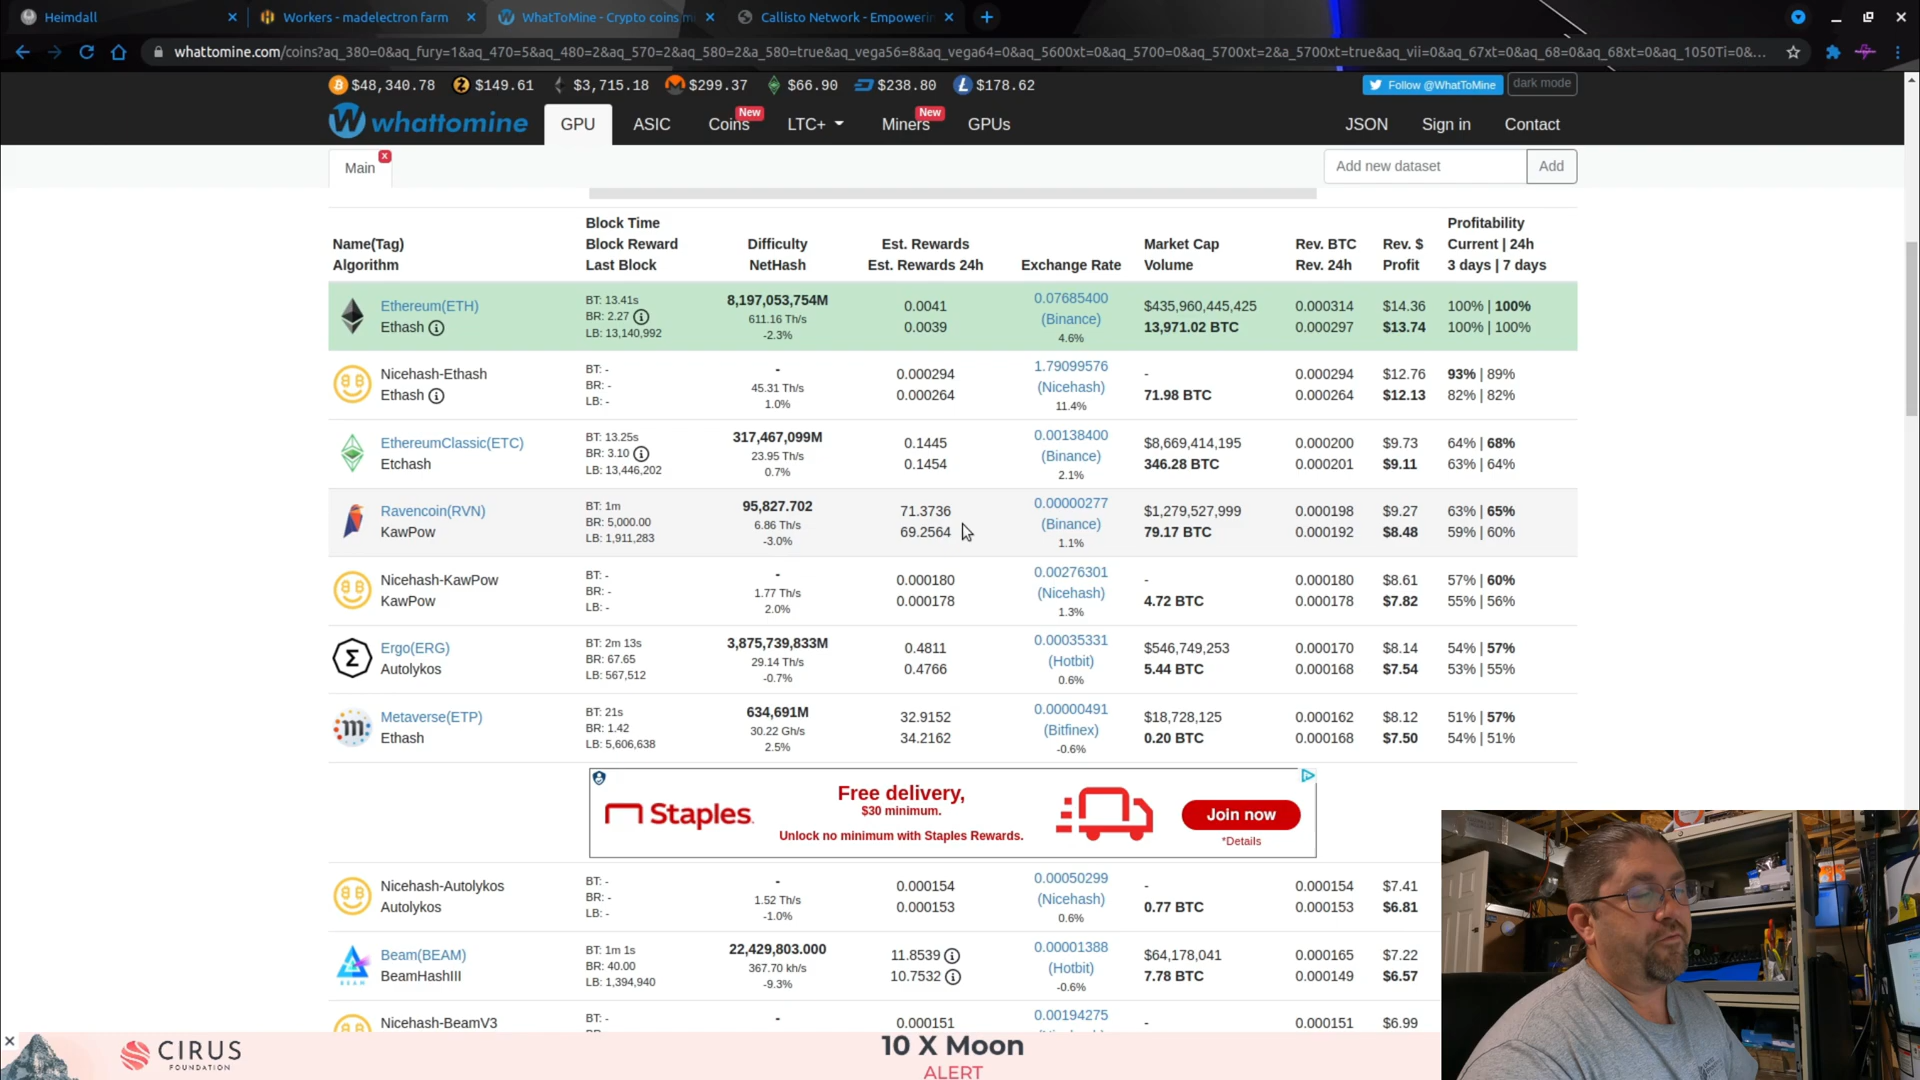 Heimdall
Workers - madelectron farm
WhatToMine - Crypto coins m
Callisto Network - Empowerin
whattomine.com/coins?aq_380=0&aq_fury=1&aq_470=5&aq_480=2&aq_570=2&aq_580=2&a_580=true&aq_vega56=8&aq_vega64=0&aq_5600xt=0&aq_5700=0&aq_5700xt=2&a_5700xt=true&aq_vii=0&aq_67xt=0&aq_68=0&aq_68xt=0&aq_1050Ti=0&...
$48,340.78 $149.61 $3,715.18 $299.37 $66.90 $238.80 $178.62
Follow @WhatToMine
dark mode
whattomine
GPU
ASIC
Coins New
LTC+
Miners New
GPUs
JSON
Sign in
Contact
Main x
Add new dataset
Add
Name(Tag)
Algorithm
Block Time
Block Reward
Last Block
Difficulty
NetHash
Est. Rewards
Est. Rewards 24h
Exchange Rate
Market Cap
Volume
Rev. BTC
Rev. 24h
Rev. $
Profit
Profitability
Current | 24h
3 days | 7 days
Ethereum(ETH)
Ethash
BT: 13.41s
BR: 2.27
LB: 13,140,992
8,197,053,754M
611.16 Th/s
-2.3%
0.0041
0.0039
0.07685400
(Binance)
4.6%
$435,960,445,425
13,971.02 BTC
0.000314
0.000297
$14.36
$13.74
100% | 100%
100% | 100%
Nicehash-Ethash
Ethash
BT: -
BR: -
LB: -
-
45.31 Th/s
1.0%
0.000294
0.000264
1.79099576
(Nicehash)
11.4%
-
71.98 BTC
0.000294
0.000264
$12.76
$12.13
93% | 89%
82% | 82%
EthereumClassic(ETC)
Etchash
BT: 13.25s
BR: 3.10
LB: 13,446,202
317,467,099M
23.95 Th/s
0.7%
0.1445
0.1454
0.00138400
(Binance)
2.1%
$8,669,414,195
346.28 BTC
0.000200
0.000201
$9.73
$9.11
64% | 68%
63% | 64%
Ravencoin(RVN)
KawPow
BT: 1m
BR: 5,000.00
LB: 1,911,283
95,827.702
6.86 Th/s
-3.0%
71.3736
69.2564
0.00000277
(Binance)
1.1%
$1,279,527,999
79.17 BTC
0.000198
0.000192
$9.27
$8.48
63% | 65%
59% | 60%
Nicehash-KawPow
KawPow
BT: -
BR: -
LB: -
-
1.77 Th/s
2.0%
0.000180
0.000178
0.00276301
(Nicehash)
1.3%
-
4.72 BTC
0.000180
0.000178
$8.61
$7.82
57% | 60%
55% | 56%
Ergo(ERG)
Autolykos
BT: 2m 13s
BR: 67.65
LB: 567,512
3,875,739,833M
29.14 Th/s
-0.7%
0.4811
0.4766
0.00035331
(Hotbit)
0.6%
$546,749,253
5.44 BTC
0.000170
0.000168
$8.14
$7.54
54% | 57%
53% | 55%
Metaverse(ETP)
Ethash
BT: 21s
BR: 1.42
LB: 5,606,638
634,691M
30.22 Gh/s
2.5%
32.9152
34.2162
0.00000491
(Bitfinex)
-0.6%
$18,728,125
0.20 BTC
0.000162
0.000168
$8.12
$7.50
51% | 57%
54% | 51%
Staples.
Free delivery,
$30 minimum.
Unlock no minimum with Staples Rewards.
Join now
*Details
Nicehash-Autolykos
Autolykos
BT: -
BR: -
LB: -
-
1.52 Th/s
-1.0%
0.000154
0.000153
0.00050299
(Nicehash)
0.6%
-
0.77 BTC
0.000154
0.000153
$7.41
$6.81
Beam(BEAM)
BeamHashIII
BT: 1m 1s
BR: 40.00
LB: 1,394,940
22,429,803.000
367.70 kh/s
-9.3%
11.8539
10.7532
0.00001388
(Hotbit)
-0.6%
$64,178,041
7.78 BTC
0.000165
0.000149
$7.22
$6.57
Nicehash-BeamV3
BT: -
-
0.000151
0.00194275
-
0.000151
$6.99
CIRUS
FOUNDATION
10 X Moon
ALERT